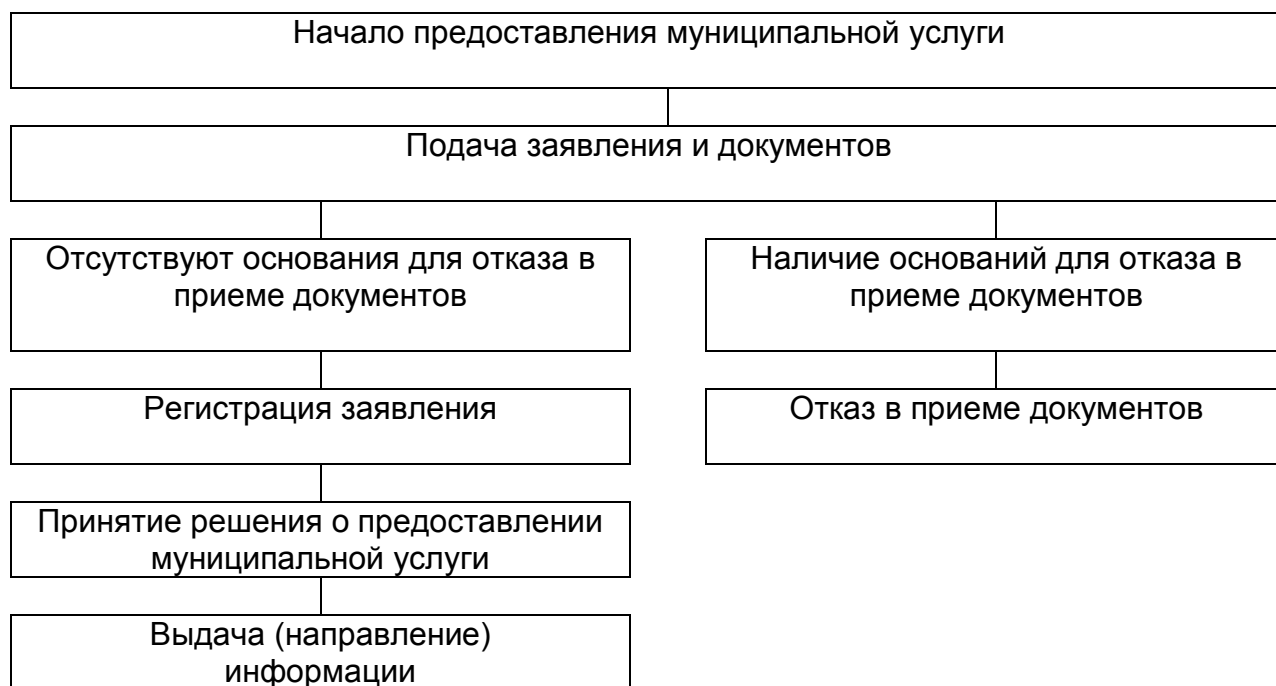 Начало предоставления муниципальной услуги
Подача заявления и документов
Отсутствуют основания для отказа в
приеме документов
Наличие оснований для отказа в
приеме документов
Регистрация заявления
Отказ в приеме документов
Принятие решения о предоставлении
муниципальной услуги
Выдача (направление)
информации